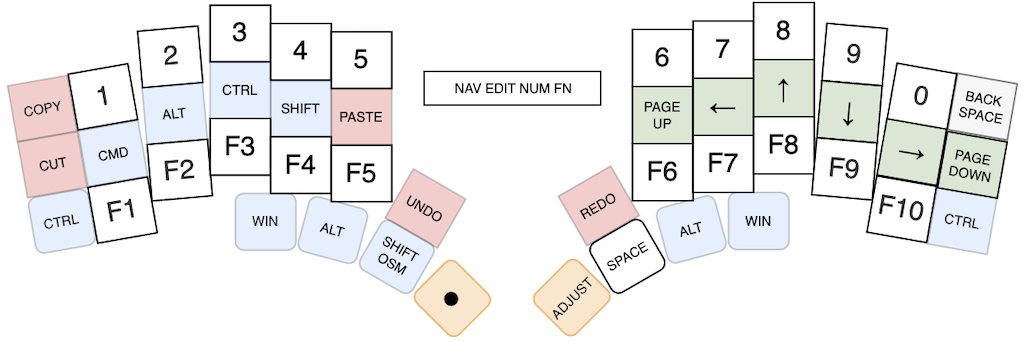 COPY
1
2
3
4
5
CUT
CMD
ALT
CTRL
SHIFT
PASTE
CTRL
F1
F2
F3
F4
F5
WIN
ALT
SHIFT
OSM
UNDO
NAV EDIT NUM FN
6
7
8
9
0
BACK
SPACE
PAGE
UP
←
↑
↓
→
PAGE
DOWN
F6
F7
F8
F9
F10
CTRL
REDO
SPACE
ALT
WIN
ADJUST